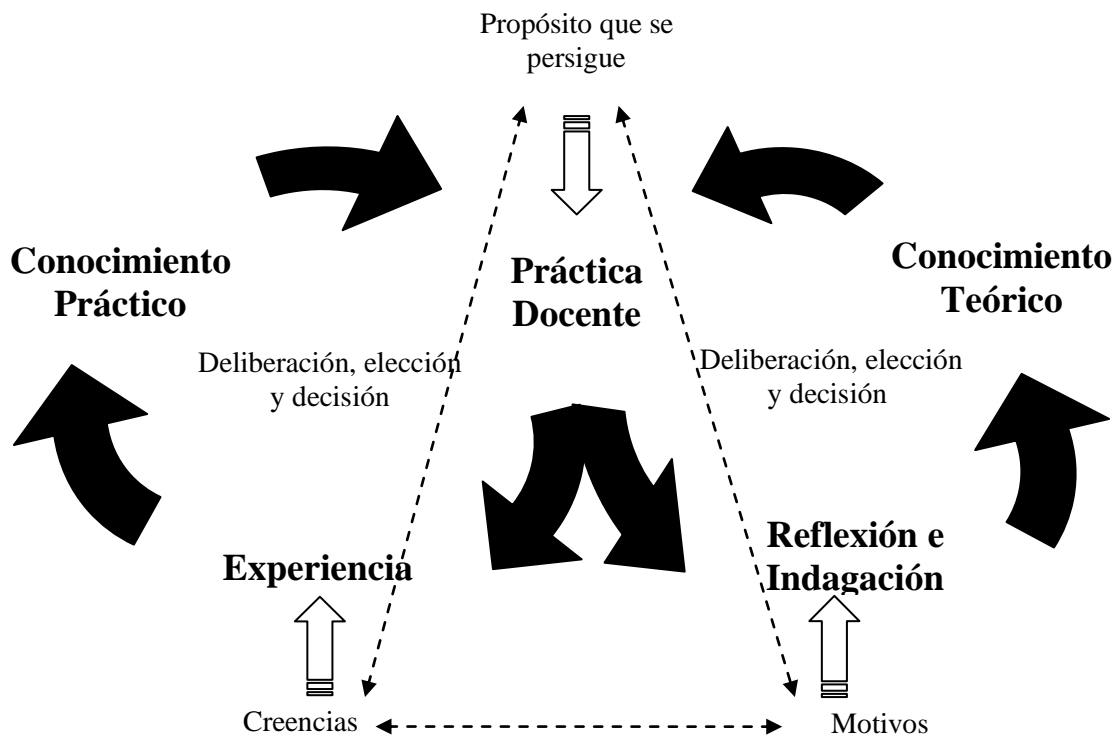 Propósito que se
persigue
Conocimiento
Práctico
Práctica
Docente
Conocimiento
Teórico
Deliberación, elección
y decisión
Deliberación, elección
y decisión
Experiencia
Reflexión e
Indagación
Creencias
Motivos